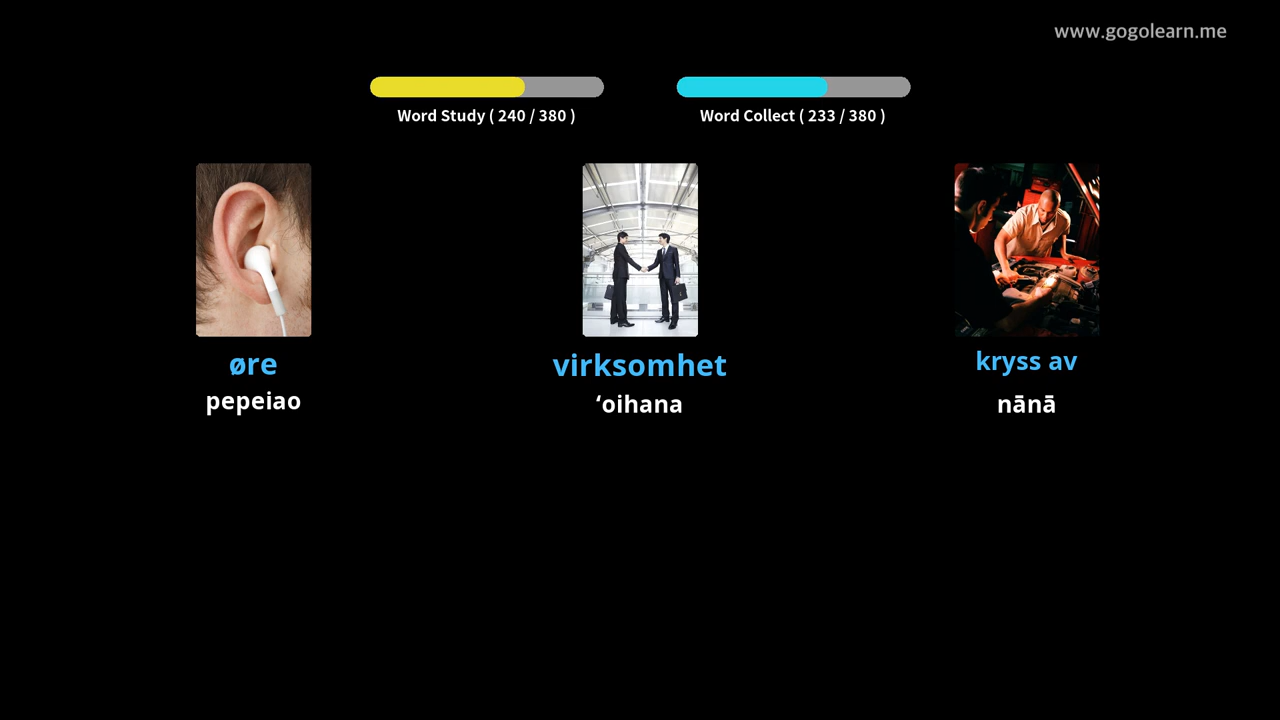 www.gogolearn.me
Word Study ( 240 / 380 )
Word Collect ( 233 / 380 )
øre
virksomhet
kryss av
pepeiao
ʻoihana
nānā